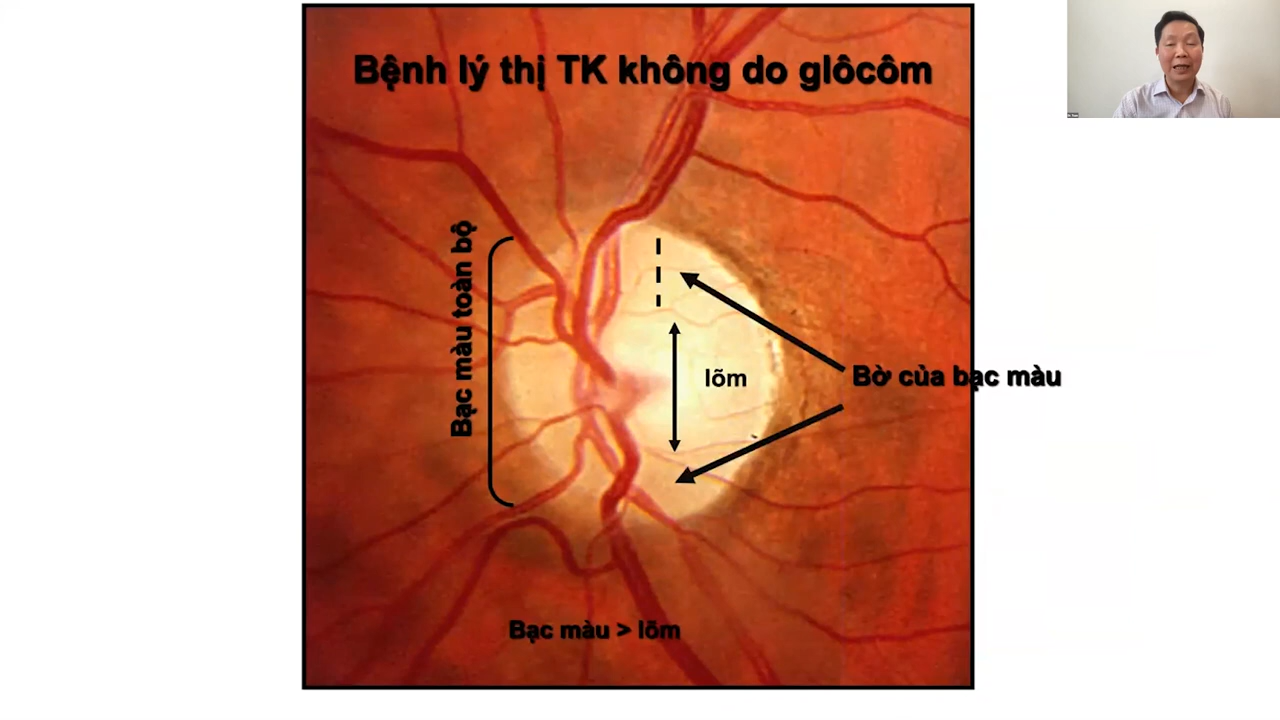 Bệnh lý thị TK không do glôcôm
Bạc màu toàn bộ
lõm
Bờ của bạc màu
Bạc màu > lõm